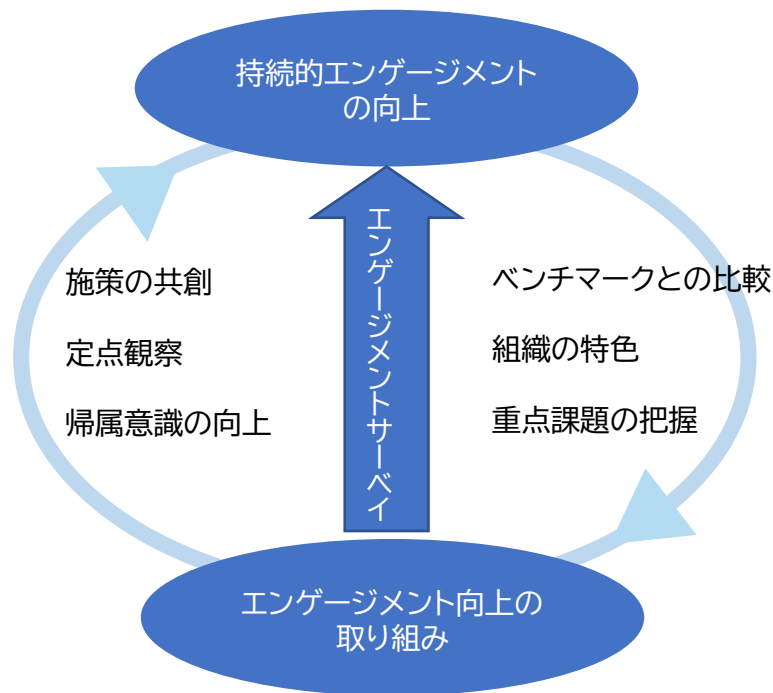 持続的エンゲージメント
の向上
エンゲージメントサーベイ
施策の共創
定点観察
帰属意識の向上
ベンチマークとの比較
組織の特色
重点課題の把握
エンゲージメント向上の
取り組み